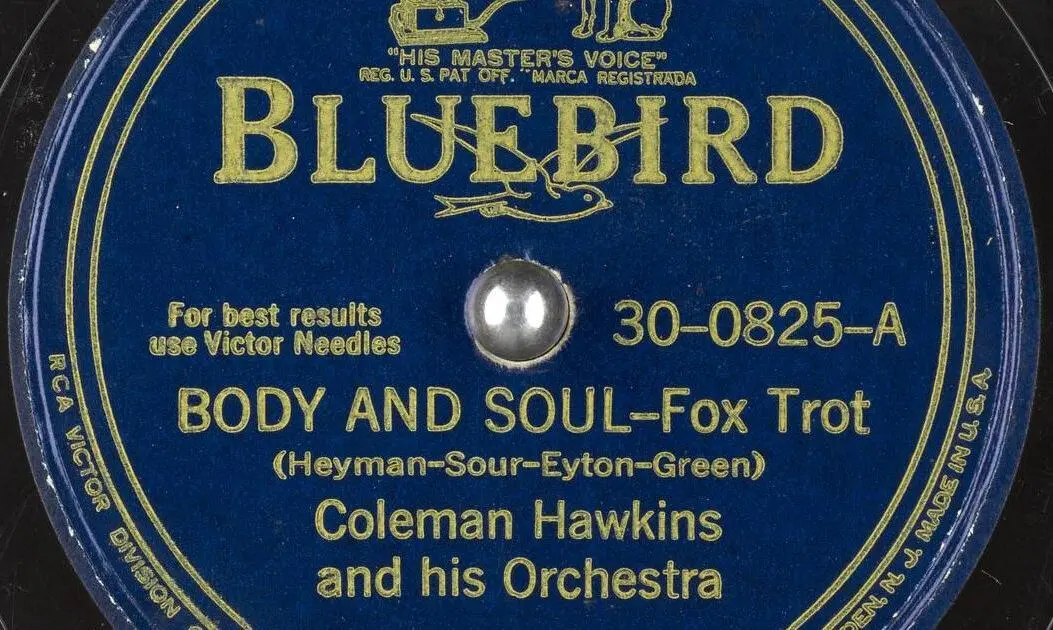 "HIS MASTER'S VOICE"
REG. U. S. PAT OFF. MARCA REGISTRADA
BLUEBIRD
For best results
use Victor Needles
30-0825-A
BODY AND SOUL-Fox Trot
(Heyman-Sour-Eyton-Green)
Coleman Hawkins
and his Orchestra
RCA VICTOR DIVISION
N. J. MADE IN U. S. A.